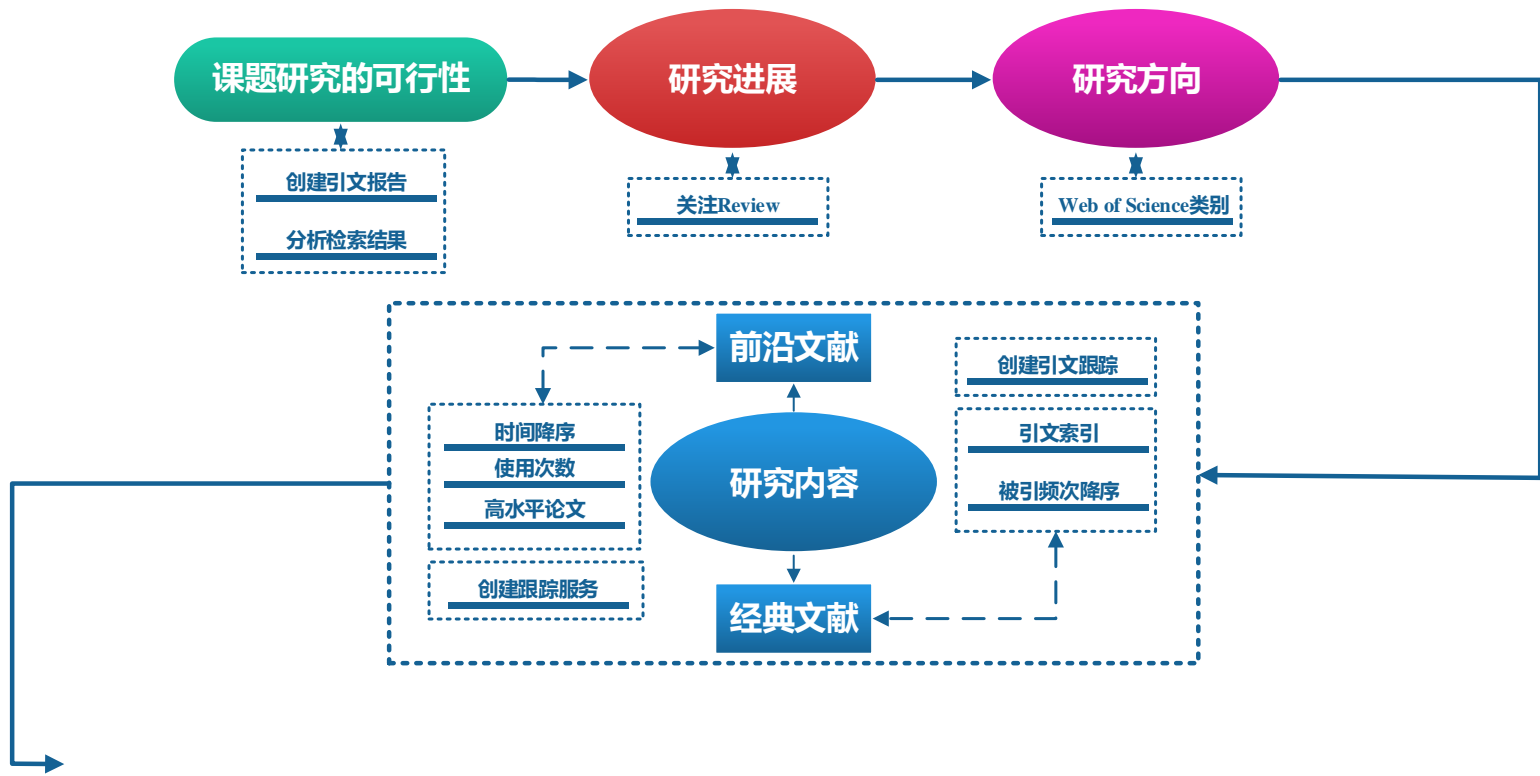 课题研究的可行性
研究进展
研究方向
创建引文报告
分析检索结果
关注Review
Web of Science类别
前沿文献
时间降序
使用次数
高水平论文
创建跟踪服务
研究内容
创建引文跟踪
引文索引
被引频次降序
经典文献